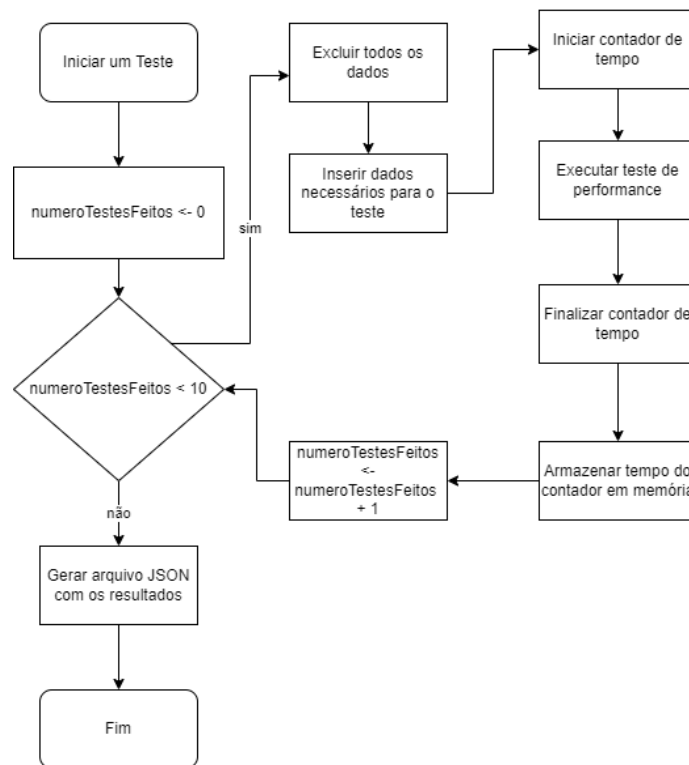 Iniciar um Teste
numeroTestesFeitos <- 0
numeroTestesFeitos < 10
sim
Excluir todos os
dados
Inserir dados
necessários para o
teste
Iniciar contador de
tempo
Executar teste de
performance
Finalizar contador de
tempo
Armazenar tempo do
contador em memória
numeroTestesFeitos
<-
numeroTestesFeitos
+ 1
não
Gerar arquivo JSON
com os resultados
Fim